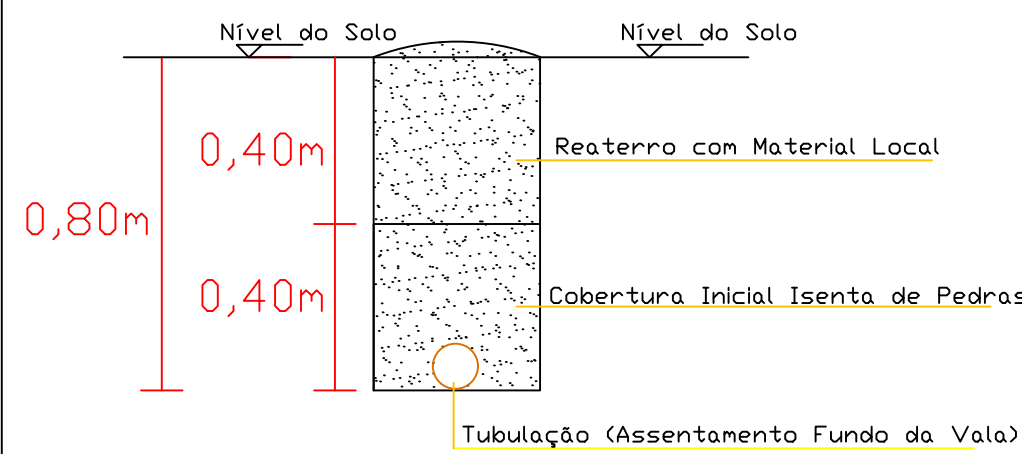 Nível do Solo
Nível do Solo
0,40m
Reaterro com Material Local
0,80m
0,40m
Cobertura Inicial Isenta de Pedras
Tubulação (Assentamento Fundo da Vala)